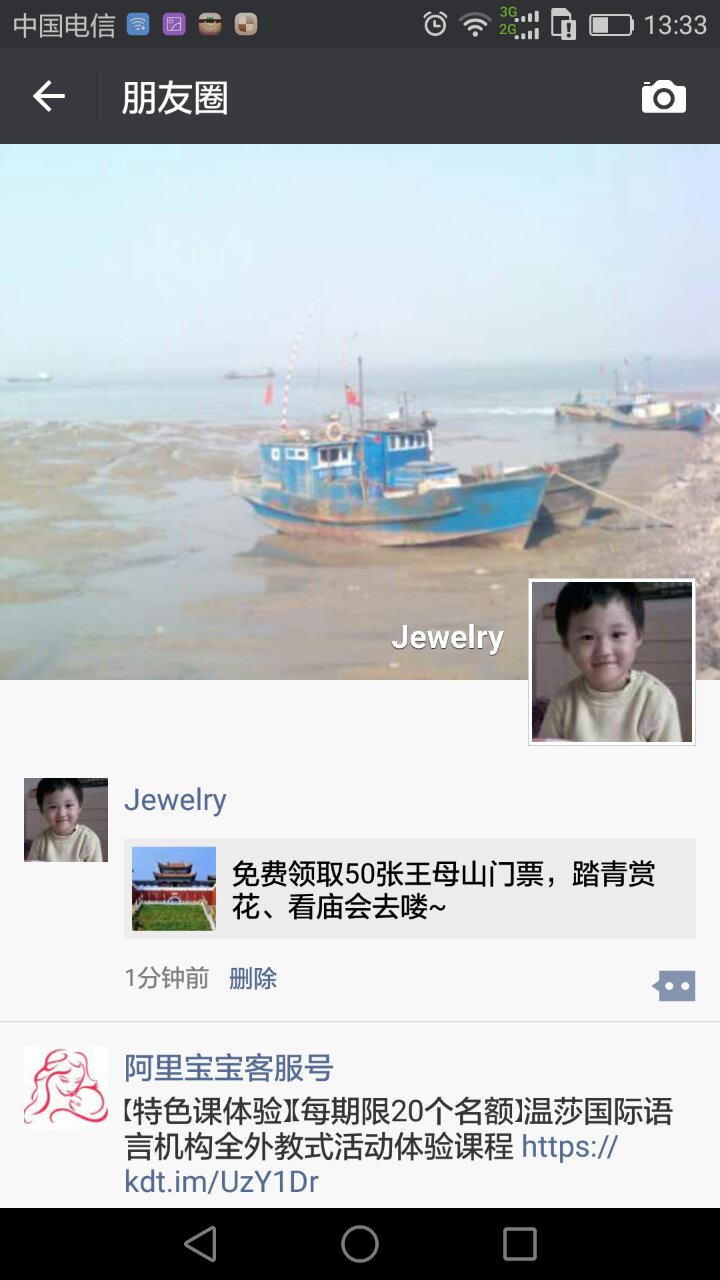 中国电信 3G 2G 13:33
朋友圈
Jewelry
Jewelry
免费领取50张王母山门票，踏青赏
花、看庙会去喽~
1分钟前 删除
阿里宝宝客服号
【特色课体验】【每期限20个名额】温莎国际语
言机构全外教式活动体验课程 https://
kdt.im/UzY1Dr